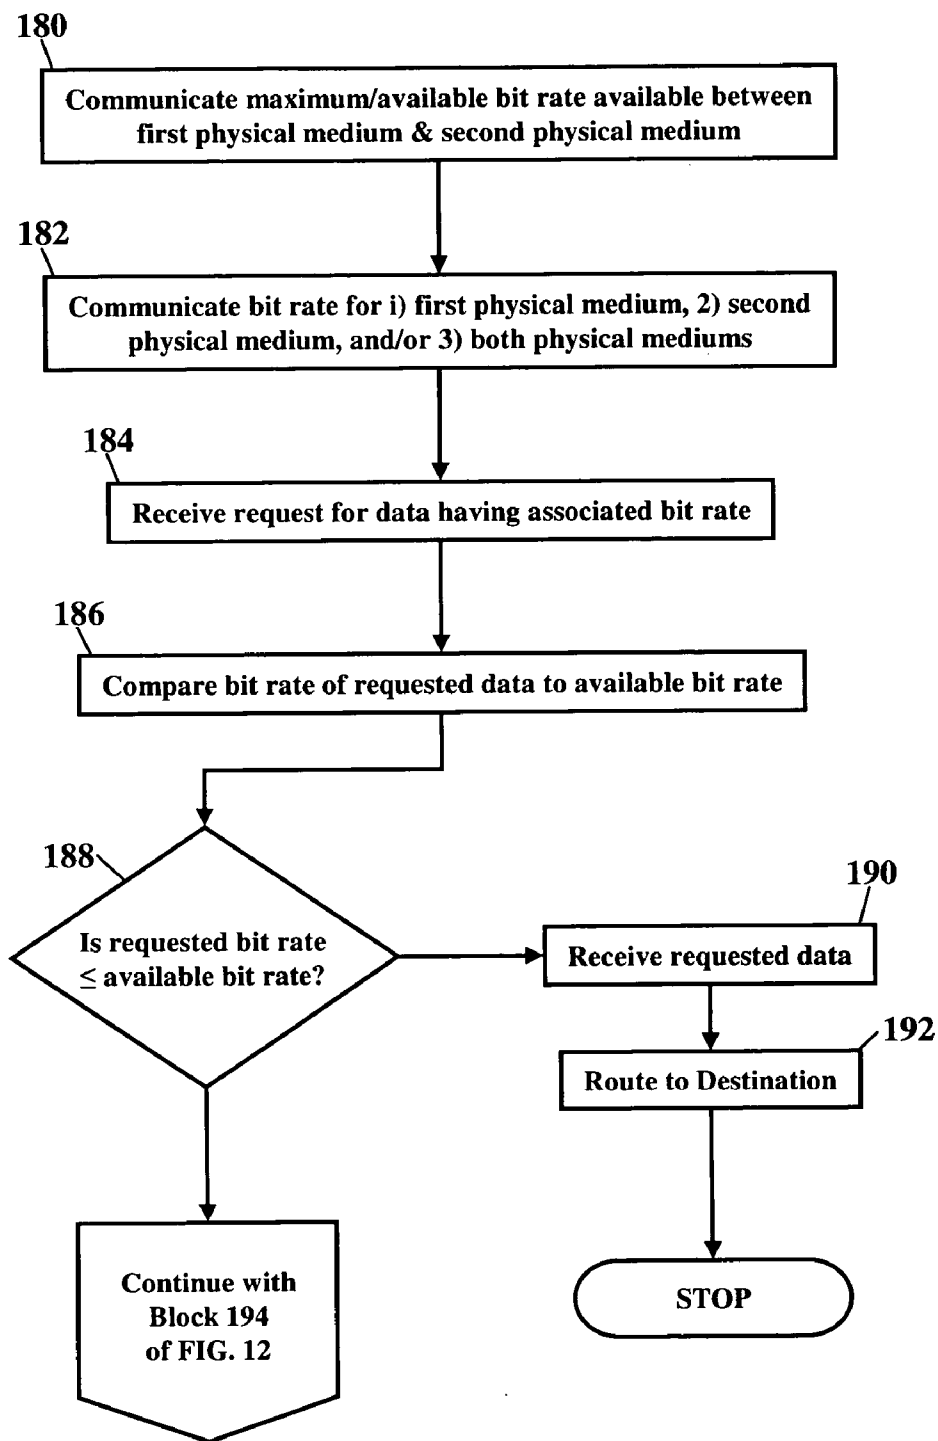 180
Communicate maximum/available bit rate available between
first physical medium & second physical medium
182
Communicate bit rate for i) first physical medium, 2) second
physical medium, and/or 3) both physical mediums
184
Receive request for data having associated bit rate
186
Compare bit rate of requested data to available bit rate
188
Is requested bit rate
≤ available bit rate?
190
Receive requested data
192
Route to Destination
Continue with
Block 194
of FIG. 12
STOP